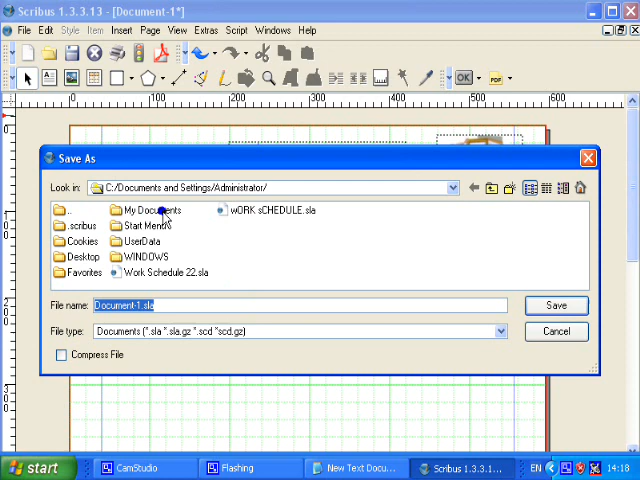 Scribus 1.3.3.13 - [Document-1*]
File Edit Style Item Insert Page View Extras Script Windows Help
OK PDF
0 100 200 300 400 500 600
0
100
200
300
Save As
Look in: C:/Documents and Settings/Administrator/
.. My Documents wORK sCHEDULE.sla
.scribus Start Menu
Cookies UserData
Desktop WINDOWS
Favorites Work Schedule 22.sla
File name: Document-1.sla Save
File type: Documents (*.sla *.sla.gz *.scd *scd.gz) Cancel
Compress File
start CamStudio Flashing New Text Docu... Scribus 1.3.3.1... EN 14:18